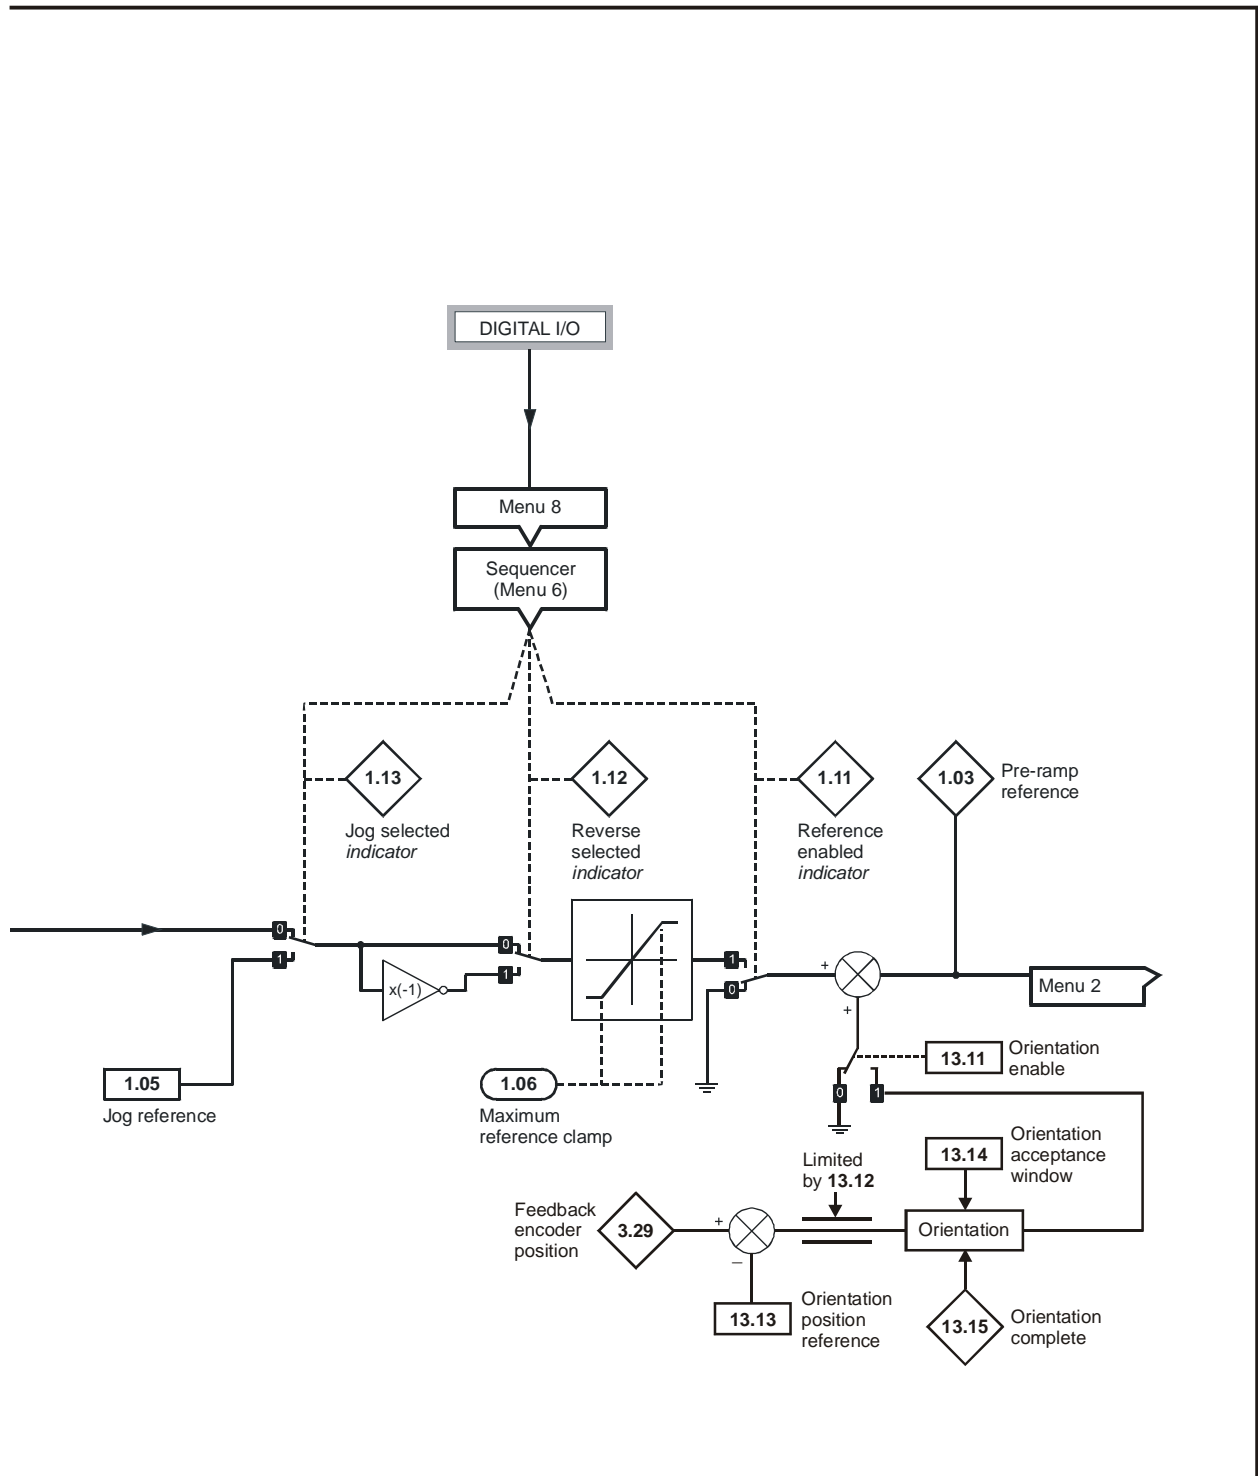 DIGITAL I/O
Menu 8
Sequencer
(Menu 6)
1.13
Jog selected
indicator
1.12
Reverse
selected
indicator
1.11
Reference
enabled
indicator
1.03
Pre-ramp
reference
0
1
x(-1)
0
1
1
0
+
+
Menu 2
1.05
Jog reference
1.06
Maximum
reference clamp
13.11
Orientation
enable
0
1
Limited
by 13.12
13.14
Orientation
acceptance
window
Feedback
encoder
position
3.29
+
–
Orientation
13.13
Orientation
position
reference
13.15
Orientation
complete